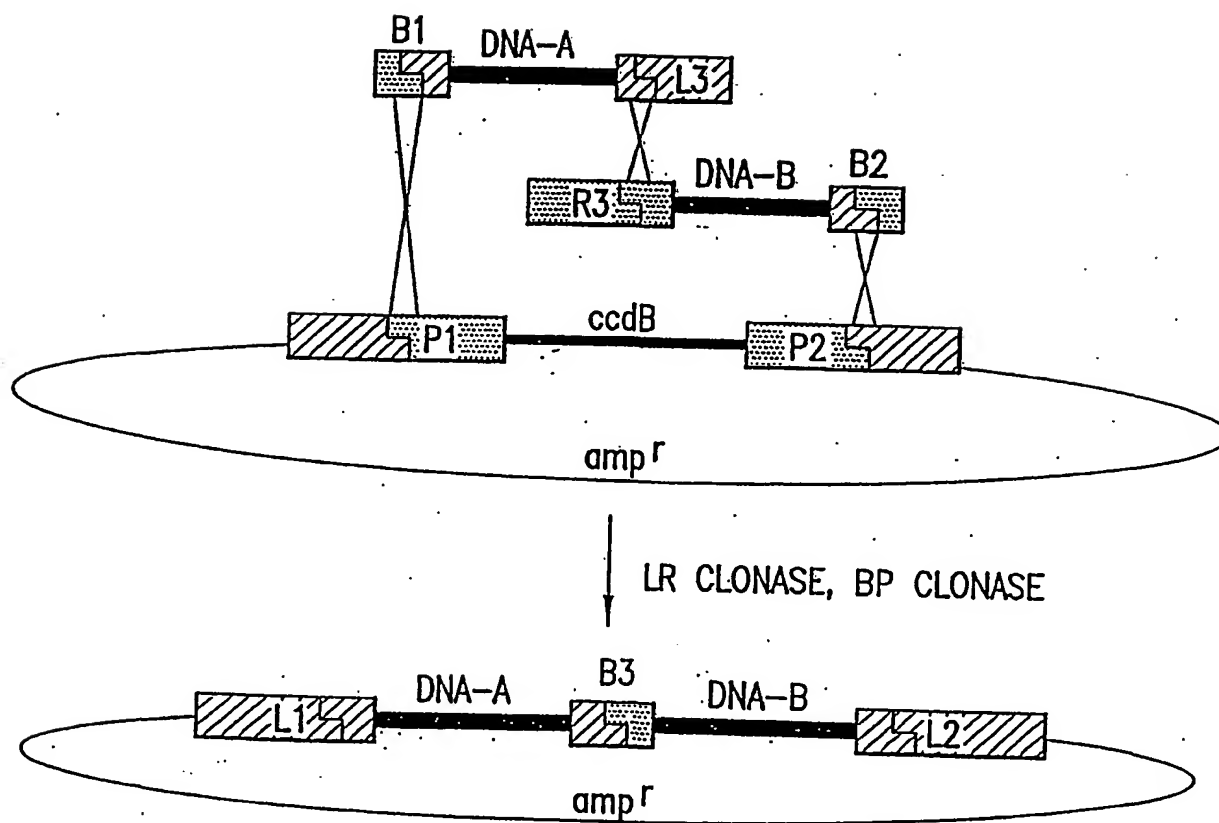 B1
DNA-A
L3
R3
DNA-B
B2
P1
ccdB
P2
amp r
LR CLONASE, BP CLONASE
L1
DNA-A
B3
DNA-B
L2
amp r